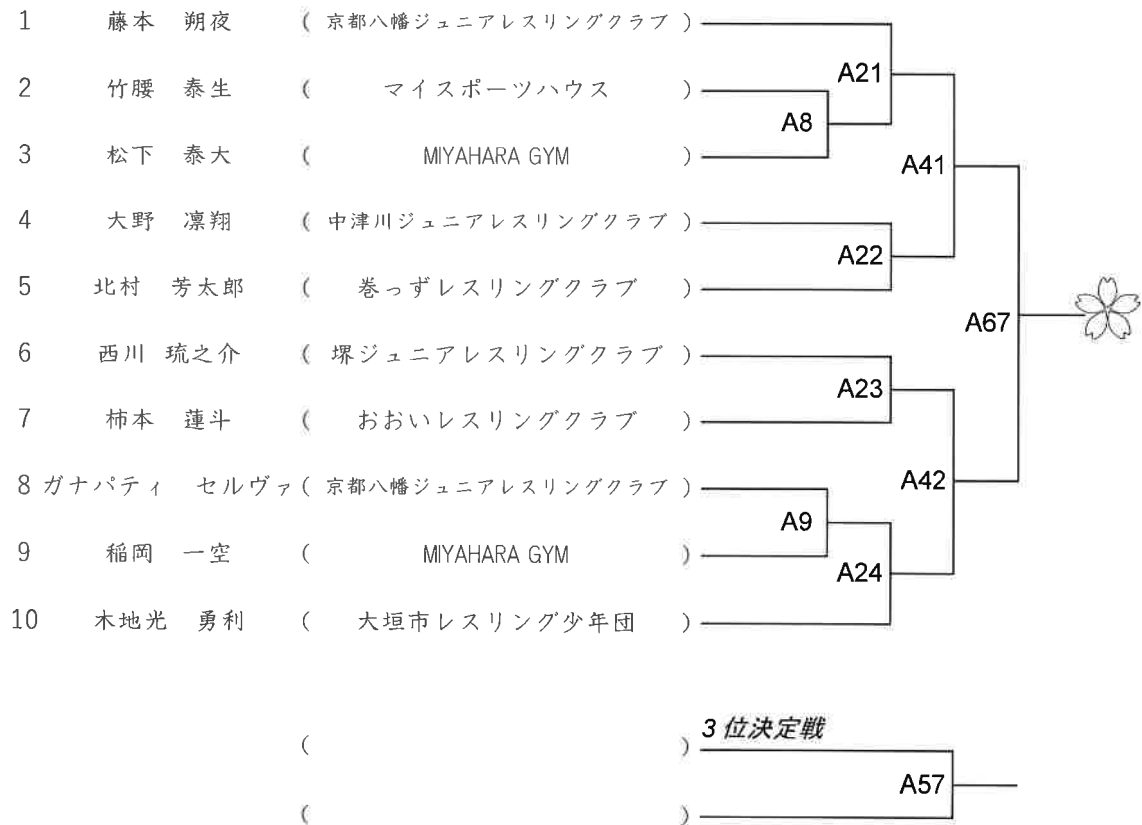 1 藤本 朔夜 ( 京都八幡ジュニアレスリングクラブ )
A21
2 竹腰 泰生 ( マイスポーツハウス )
A8
3 松下 泰大 ( MIYAHARA GYM )
A41
4 大野 凛翔 ( 中津川ジュニアレスリングクラブ )
A22
5 北村 芳太郎 ( 巻っずレスリングクラブ )
A67
6 西川 琉之介 ( 堺ジュニアレスリングクラブ )
A23
7 柿本 蓮斗 ( おおいレスリングクラブ )
A42
8 ガナパティ セルヴァ ( 京都八幡ジュニアレスリングクラブ )
A9
9 稲岡 一空 ( MIYAHARA GYM )
A24
10 木地光 勇利 ( 大垣市レスリング少年団 )
( ) 3位決定戦
A57
( )